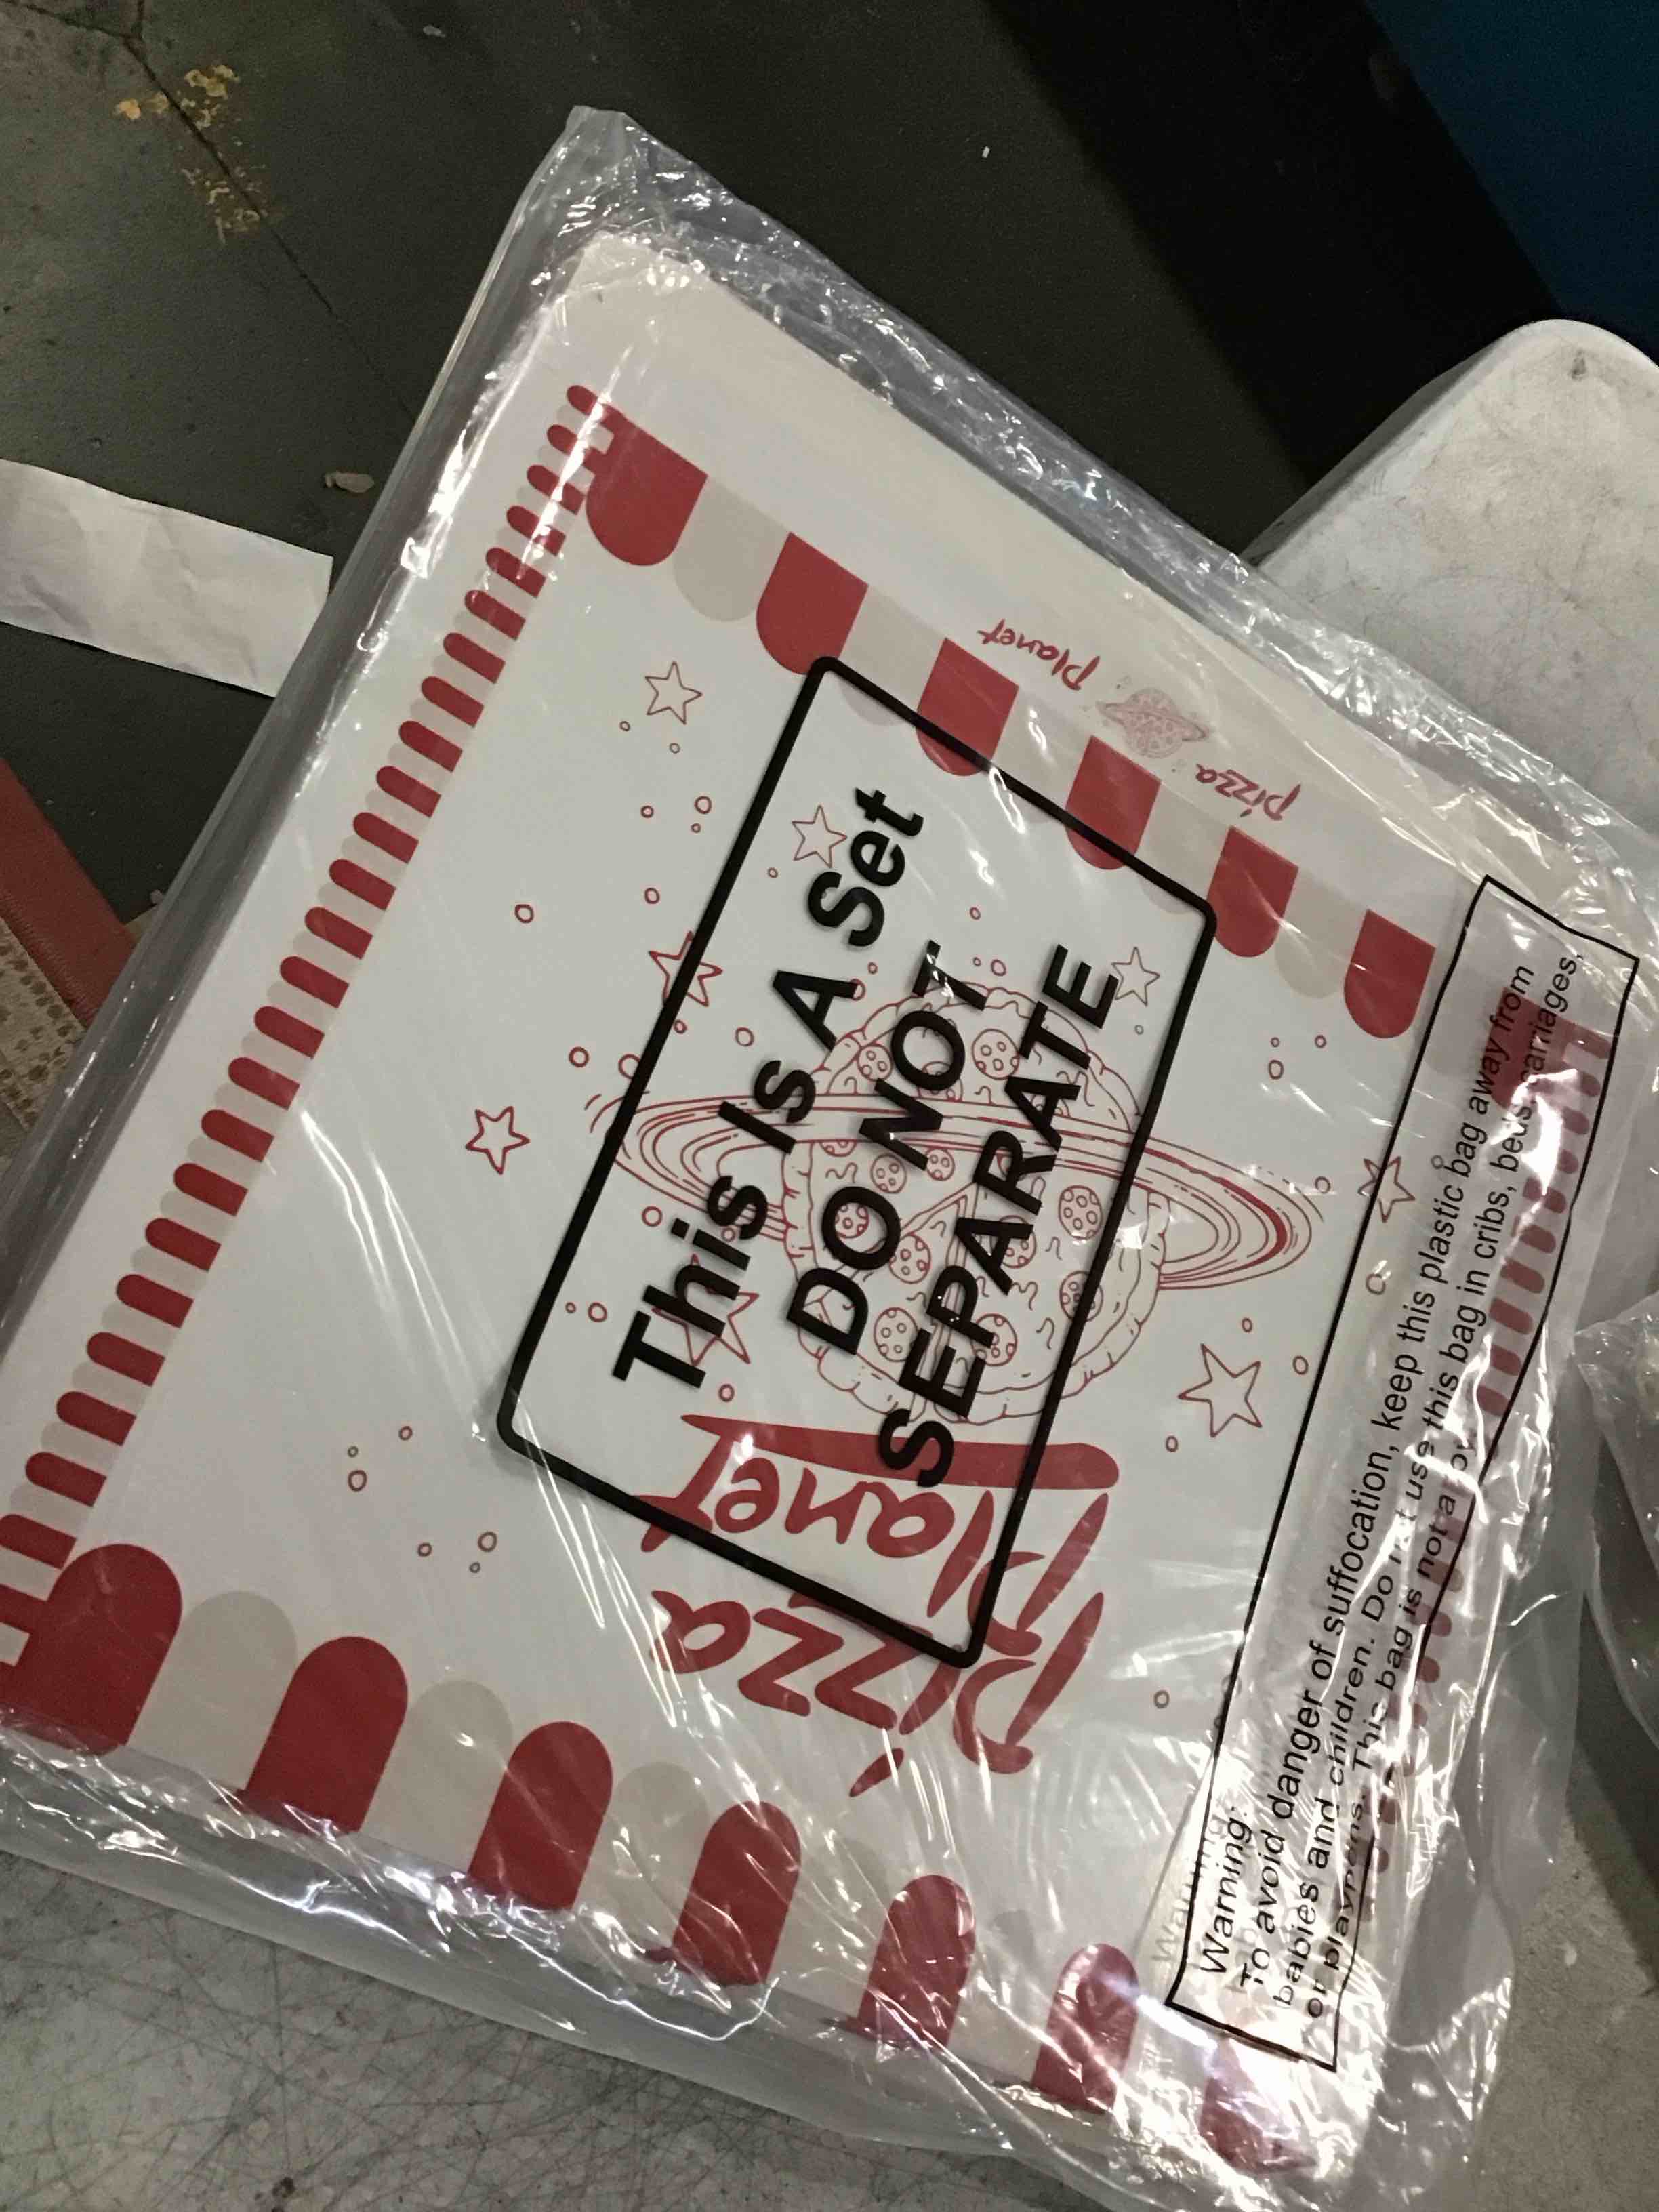 This Is A Set
DO NOT
SEPARATE
pizza
planet
pizza planet
Warning:
To avoid danger of suffocation, keep this plastic bag away from
babies and children. Do not use this bag in cribs, beds, carriages,
or playpens. This bag is not a
Warning